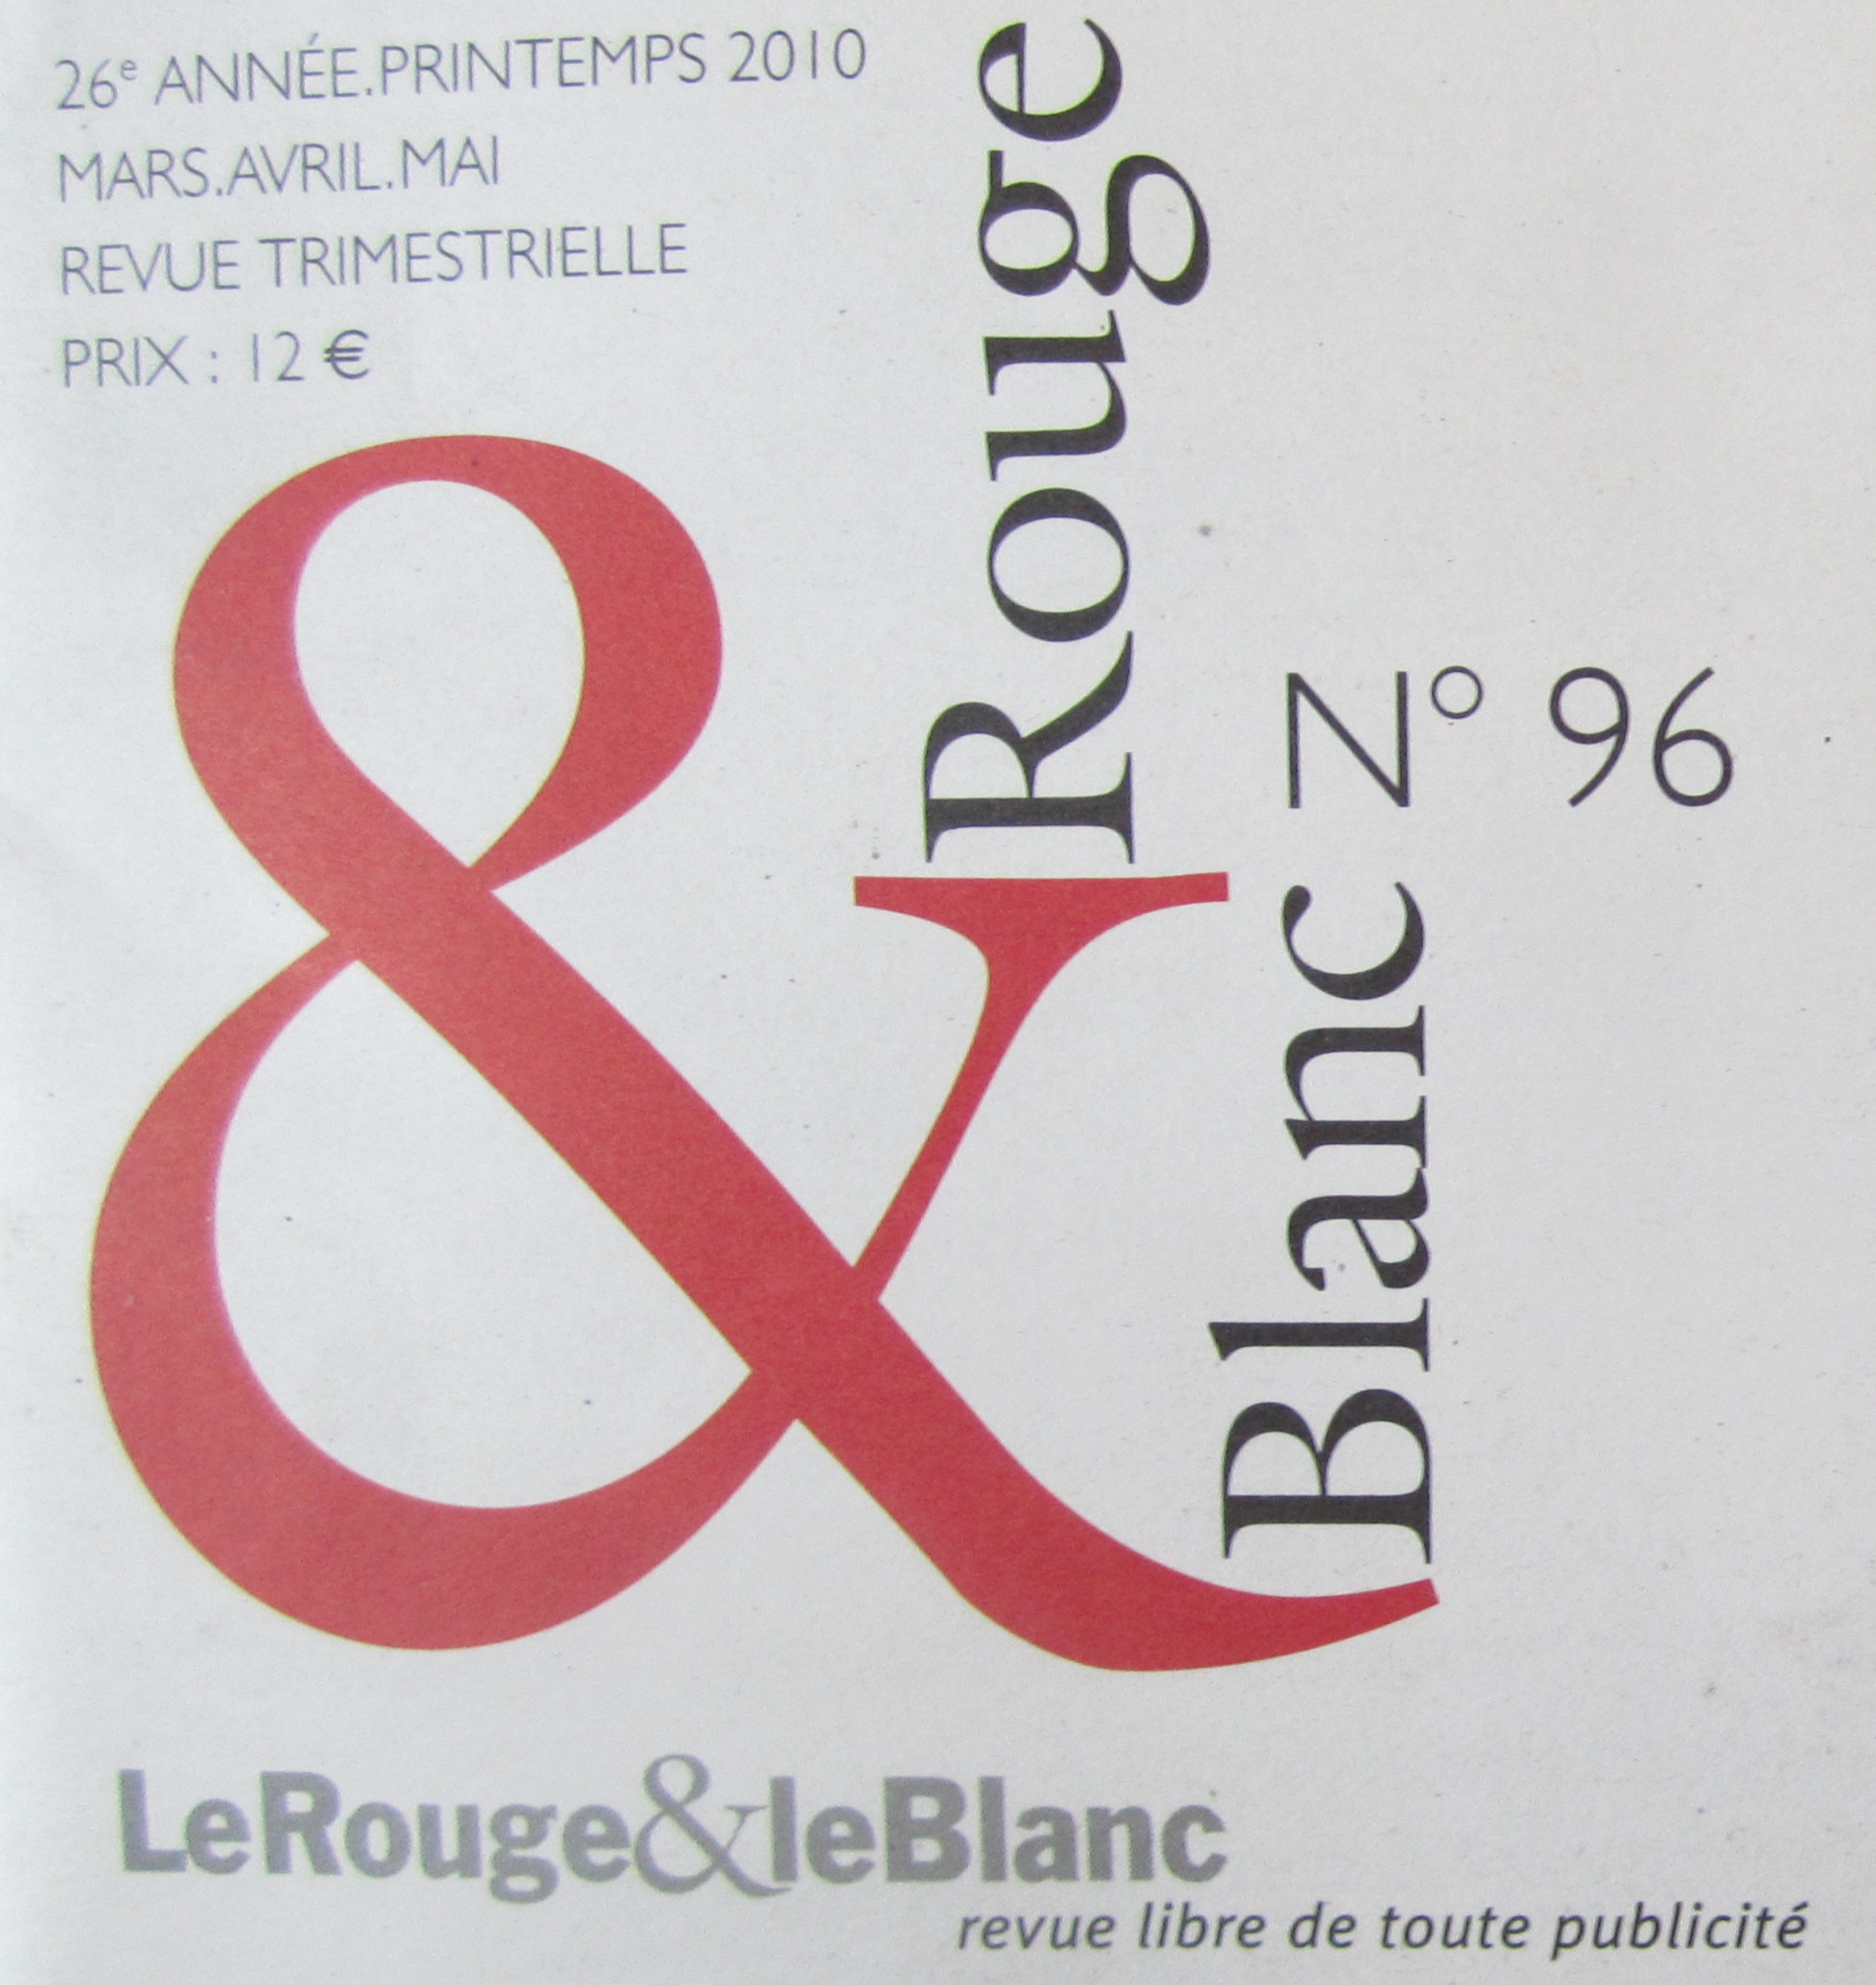 26e ANNÉE.PRINTEMPS 2010
MARS.AVRIL.MAI
REVUE TRIMESTRIELLE
PRIX : 12 €
&
Rouge
Blanc
N° 96
LeRouge&leBlanc
revue libre de toute publicité